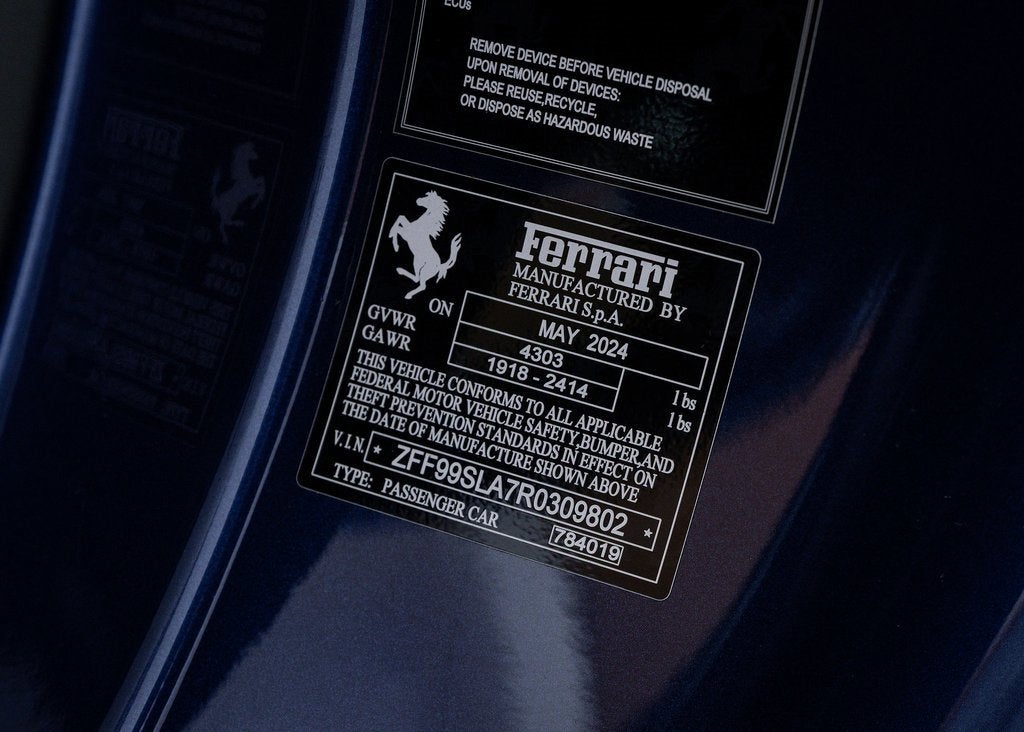 ECUs
REMOVE DEVICE BEFORE VEHICLE DISPOSAL
UPON REMOVAL OF DEVICES:
PLEASE REUSE,RECYCLE,
OR DISPOSE AS HAZARDOUS WASTE
Ferrari
MANUFACTURED BY
FERRARI S.p.A.
ON MAY 2024
GVWR 4303 lbs
GAWR 1918 - 2414 lbs
THIS VEHICLE CONFORMS TO ALL APPLICABLE
FEDERAL MOTOR VEHICLE SAFETY,BUMPER,AND
THEFT PREVENTION STANDARDS IN EFFECT ON
THE DATE OF MANUFACTURE SHOWN ABOVE
V.I.N. * ZFF99SLA7R0309802 *
TYPE: PASSENGER CAR 784019